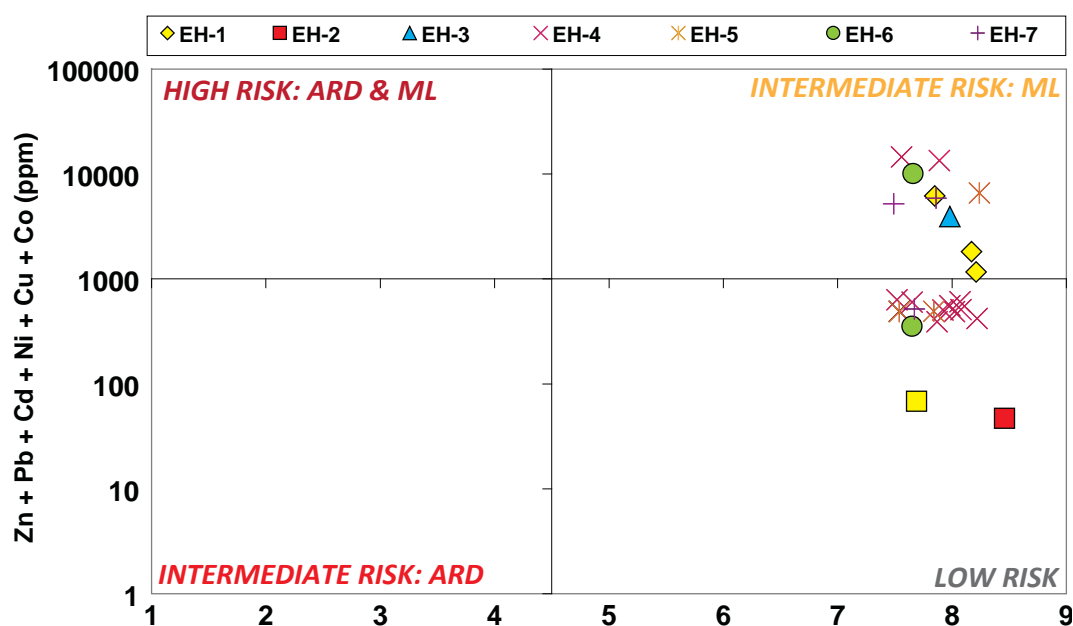 EH-1 EH-2 EH-3 EH-4 EH-5 EH-6 EH-7
100000
HIGH RISK: ARD & ML
INTERMEDIATE RISK: ML
10000
1000
100
10
1
Zn + Pb + Cd + Ni + Cu + Co (ppm)
INTERMEDIATE RISK: ARD
LOW RISK
1 2 3 4 5 6 7 8 9